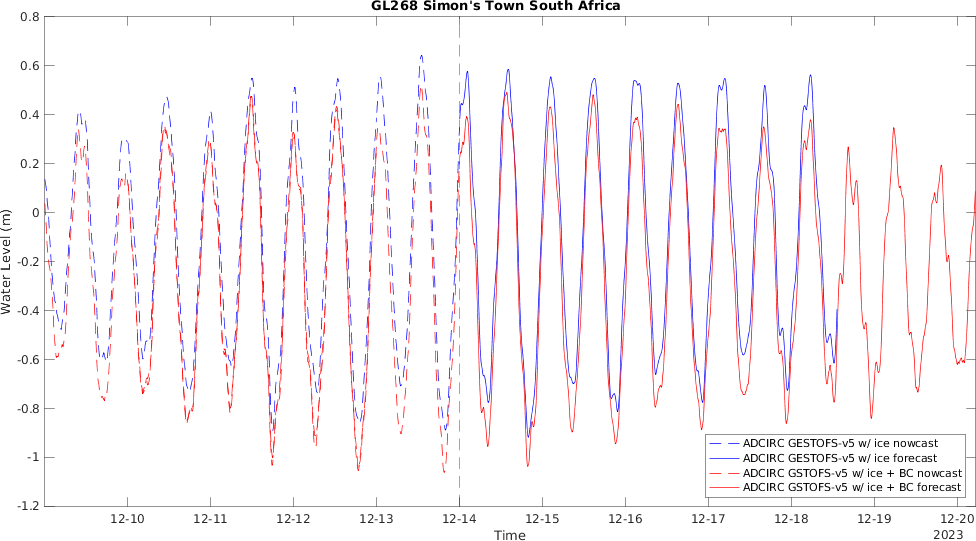 GL268 Simon's Town South Africa
0.8
0.6
0.4
0.2
0
-0.2
-0.4
-0.6
-0.8
-1
-1.2
Water Level (m)
ADCIRC GESTOFS-v5 w/ ice nowcast
ADCIRC GESTOFS-v5 w/ ice forecast
ADCIRC GSTOFS-v5 w/ ice + BC nowcast
ADCIRC GSTOFS-v5 w/ ice + BC forecast
12-10 12-11 12-12 12-13 12-14 12-15 12-16 12-17 12-18 12-19 12-20
Time
2023